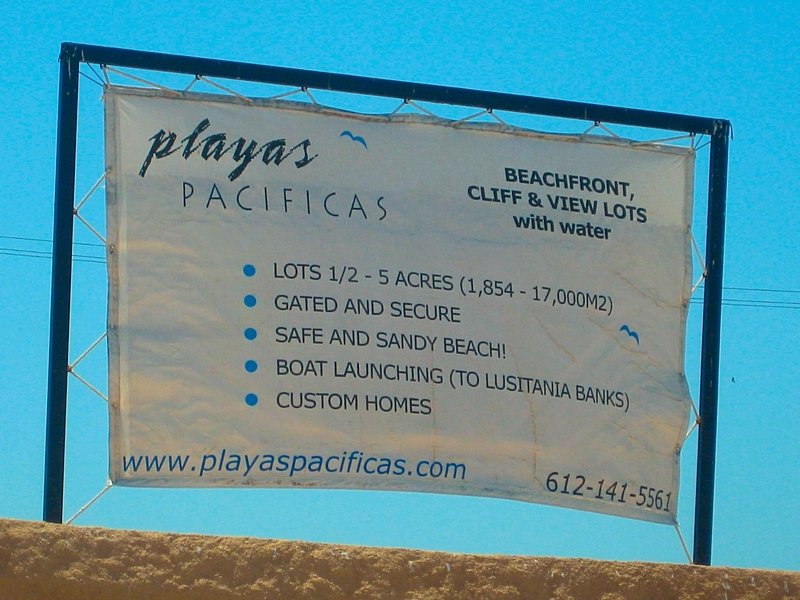 playas
PACIFICAS
BEACHFRONT,
CLIFF & VIEW LOTS
with water
LOTS 1/2 - 5 ACRES (1,854 - 17,000M2)
GATED AND SECURE
SAFE AND SANDY BEACH!
BOAT LAUNCHING (TO LUSITANIA BANKS)
CUSTOM HOMES
www.playaspacificas.com
612-141-5561